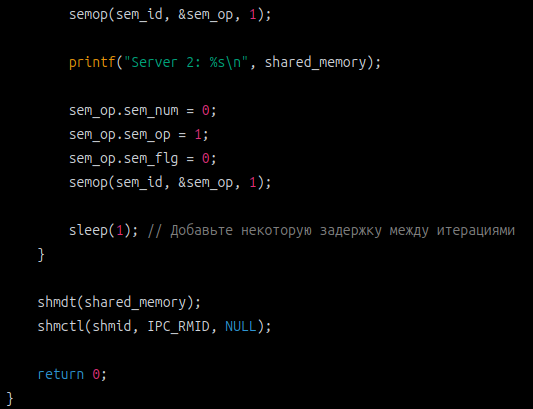 semop(sem_id, &sem_op, 1);
printf("Server 2: %s\n", shared_memory);
sem_op.sem_num = 0;
sem_op.sem_op = 1;
sem_op.sem_flg = 0;
semop(sem_id, &sem_op, 1);
sleep(1); // Добавьте некоторую задержку между итерациями
}
shmdt(shared_memory);
shmctl(shmid, IPC_RMID, NULL);
return 0;
}